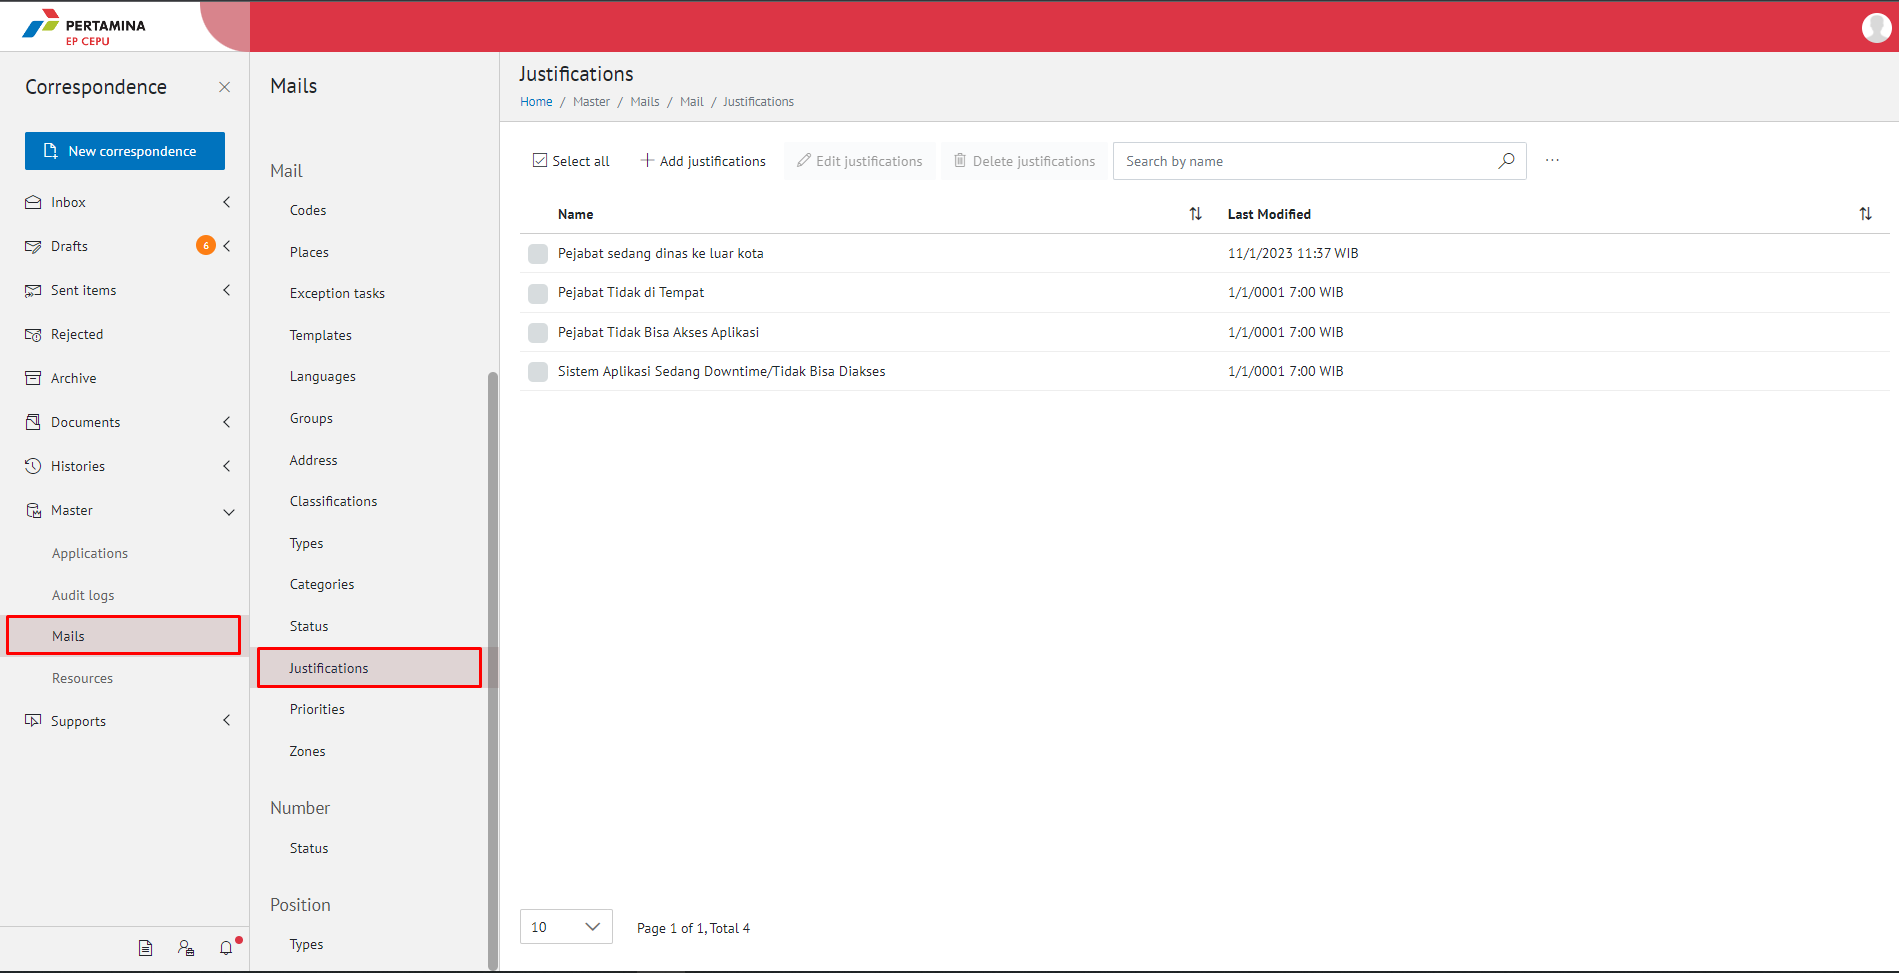 PERTAMINA
EP CEPU
Correspondence
New correspondence
Inbox
Drafts
6
Sent items
Rejected
Archive
Documents
Histories
Master
Applications
Audit logs
Mails
Resources
Supports
Mails
Mail
Codes
Places
Exception tasks
Templates
Languages
Groups
Address
Classifications
Types
Categories
Status
Justifications
Priorities
Zones
Number
Status
Position
Types
Justifications
Home / Master / Mails / Mail / Justifications
Select all Add justifications Edit justifications Delete justifications Search by name ...
Name Last Modified
Pejabat sedang dinas ke luar kota 11/1/2023 11:37 WIB
Pejabat Tidak di Tempat 1/1/0001 7:00 WIB
Pejabat Tidak Bisa Akses Aplikasi 1/1/0001 7:00 WIB
Sistem Aplikasi Sedang Downtime/Tidak Bisa Diakses 1/1/0001 7:00 WIB
10 Page 1 of 1, Total 4